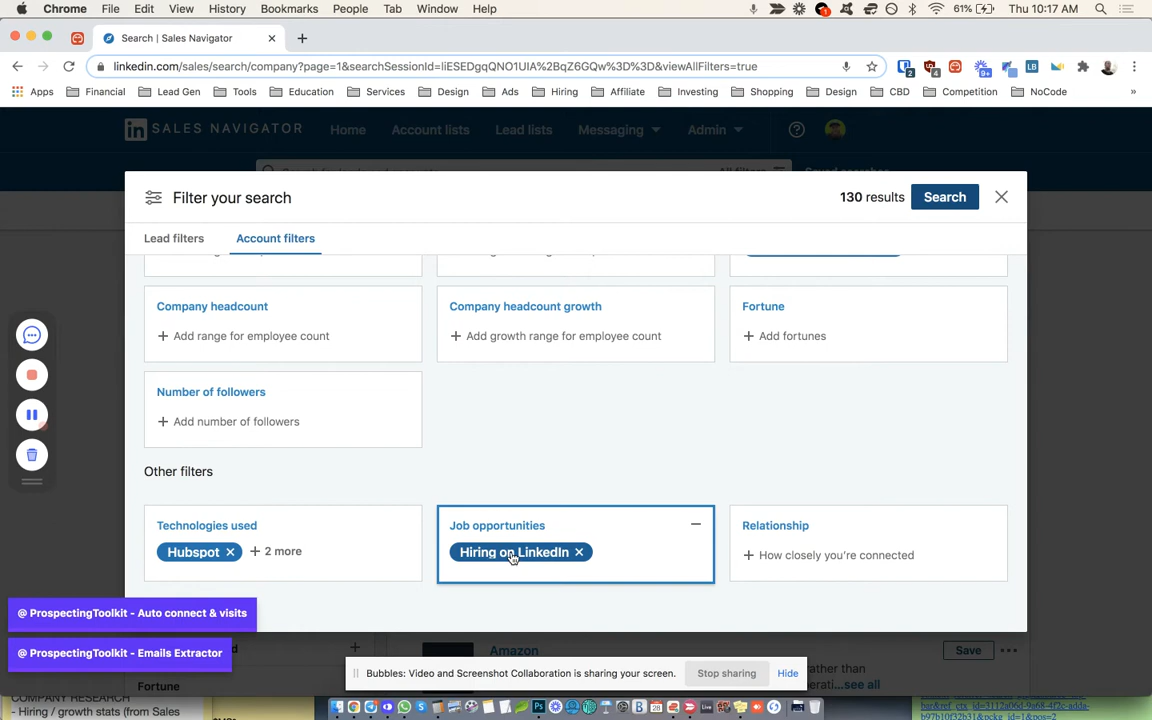 Chrome File Edit View History Bookmarks People Tab Window Help 61% Thu 10:17 AM
Search | Sales Navigator
linkedin.com/sales/search/company?page=1&searchSessionId=IiESEDgqQNO1UIA%2BqZ6GQw%3D%3D&viewAllFilters=true
Apps Financial Lead Gen Tools Education Services Design Ads Hiring Affiliate Investing Shopping Design CBD Competition NoCode »
in SALES NAVIGATOR Home Account lists Lead lists Messaging Admin
Filter your search 130 results Search
Lead filters Account filters
Company headcount Company headcount growth Fortune
+ Add range for employee count + Add growth range for employee count + Add fortunes
Number of followers
+ Add number of followers
Other filters
Technologies used Job opportunities Relationship
Hubspot + 2 more Hiring on LinkedIn + How closely you're connected
@ ProspectingToolkit - Auto connect & visits
@ ProspectingToolkit - Emails Extractor
Amazon Save
Bubbles: Video and Screenshot Collaboration is sharing your screen. Stop sharing Hide
rather than
...see all
Fortune
COMPANY RESEARCH
- Hiring / growth stats (from Sales